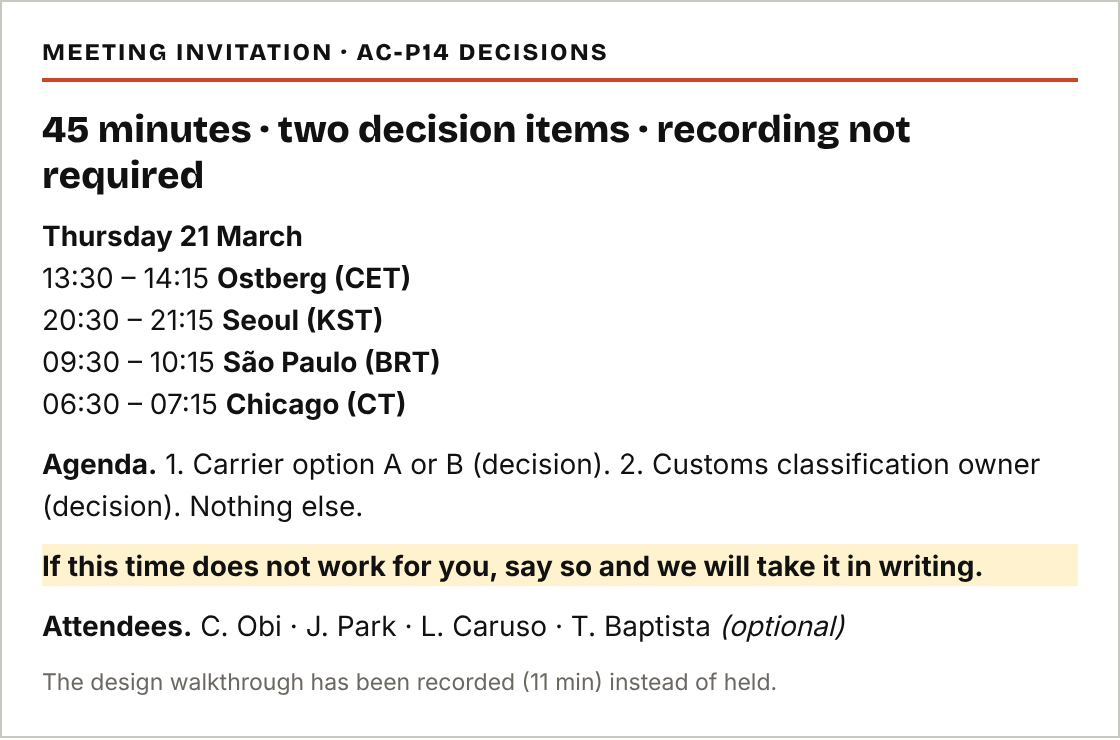 MEETING INVITATION · AC-P14 DECISIONS
45 minutes · two decision items · recording not
required
Thursday 21 March
13:30 – 14:15 Ostberg (CET)
20:30 – 21:15 Seoul (KST)
09:30 – 10:15 São Paulo (BRT)
06:30 – 07:15 Chicago (CT)
Agenda. 1. Carrier option A or B (decision). 2. Customs classification owner
(decision). Nothing else.
If this time does not work for you, say so and we will take it in writing.
Attendees. C. Obi · J. Park · L. Caruso · T. Baptista (optional)
The design walkthrough has been recorded (11 min) instead of held.